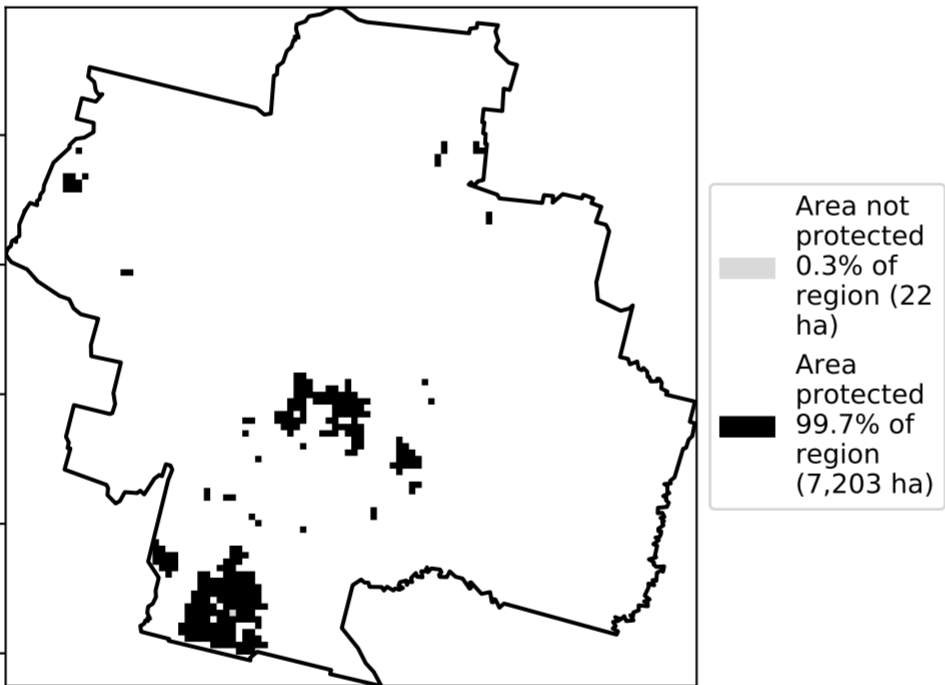 Area not
protected
0.3% of
region (22
ha)
Area
protected
99.7% of
region
(7,203 ha)